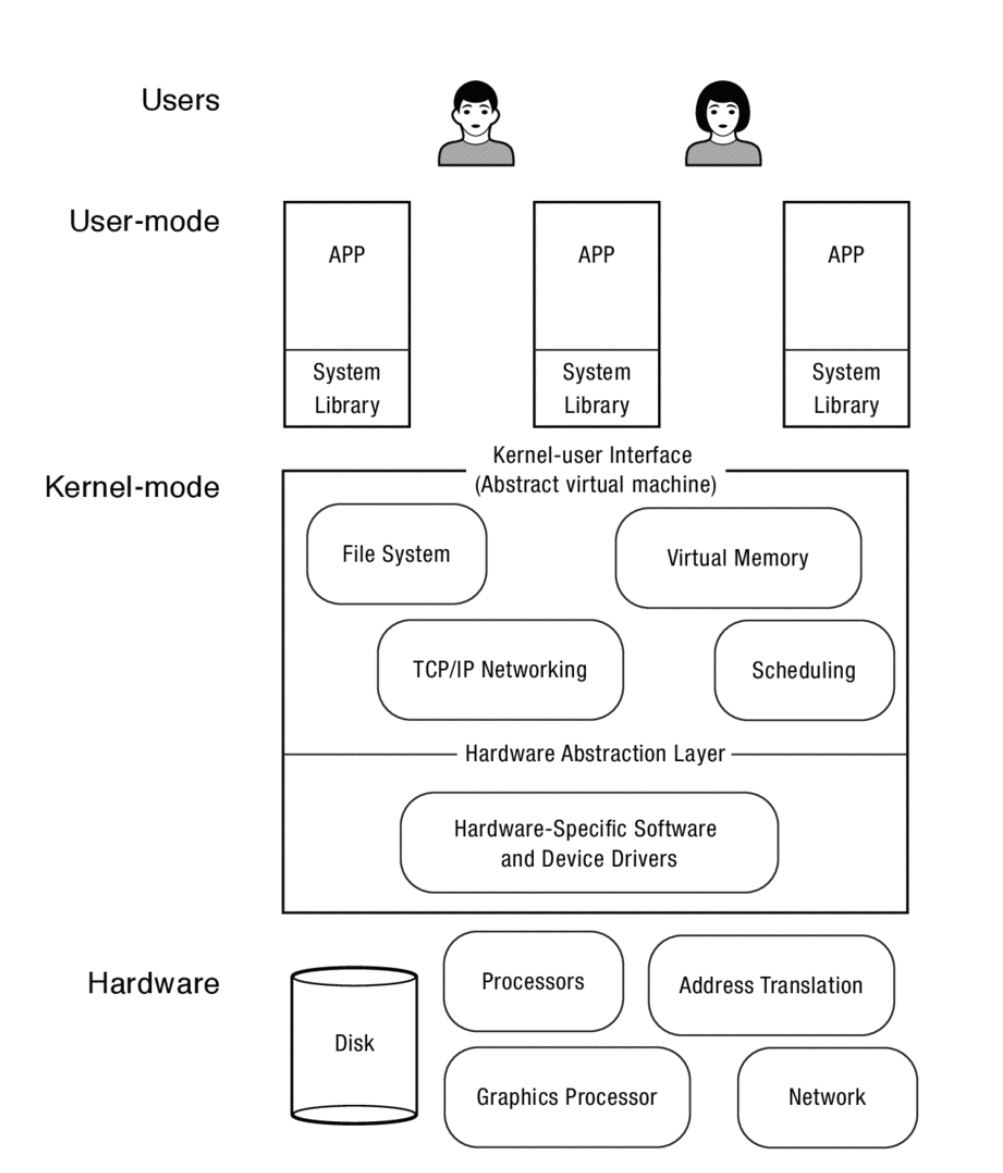 Users
User-mode
APP
APP
APP
System
Library
System
Library
System
Library
Kernel-mode
Kernel-user Interface
(Abstract virtual machine)
File System
Virtual Memory
TCP/IP Networking
Scheduling
Hardware Abstraction Layer
Hardware-Specific Software
and Device Drivers
Hardware
Disk
Processors
Address Translation
Graphics Processor
Network